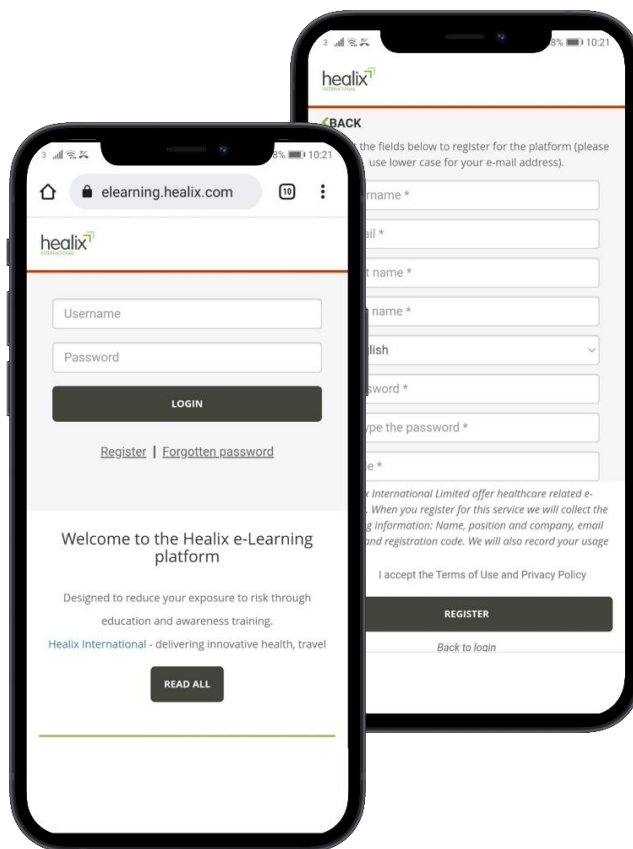 3
8% 10:21
elearning.healix.com
10
healix
INTERNATIONAL
Username
Password
LOGIN
Register | Forgotten password
Welcome to the Healix e-Learning
platform
Designed to reduce your exposure to risk through
education and awareness training.
Healix International - delivering innovative health, travel
READ ALL
3
8% 10:21
healix
INTERNATIONAL
BACK
the fields below to register for the platform (please
use lower case for your e-mail address).
name *
name *
password *
the password *
International Limited offer healthcare related e-
When you register for this service we will collect the
information: Name, position and company, email
and registration code. We will also record your usage
I accept the Terms of Use and Privacy Policy
REGISTER
Back to login